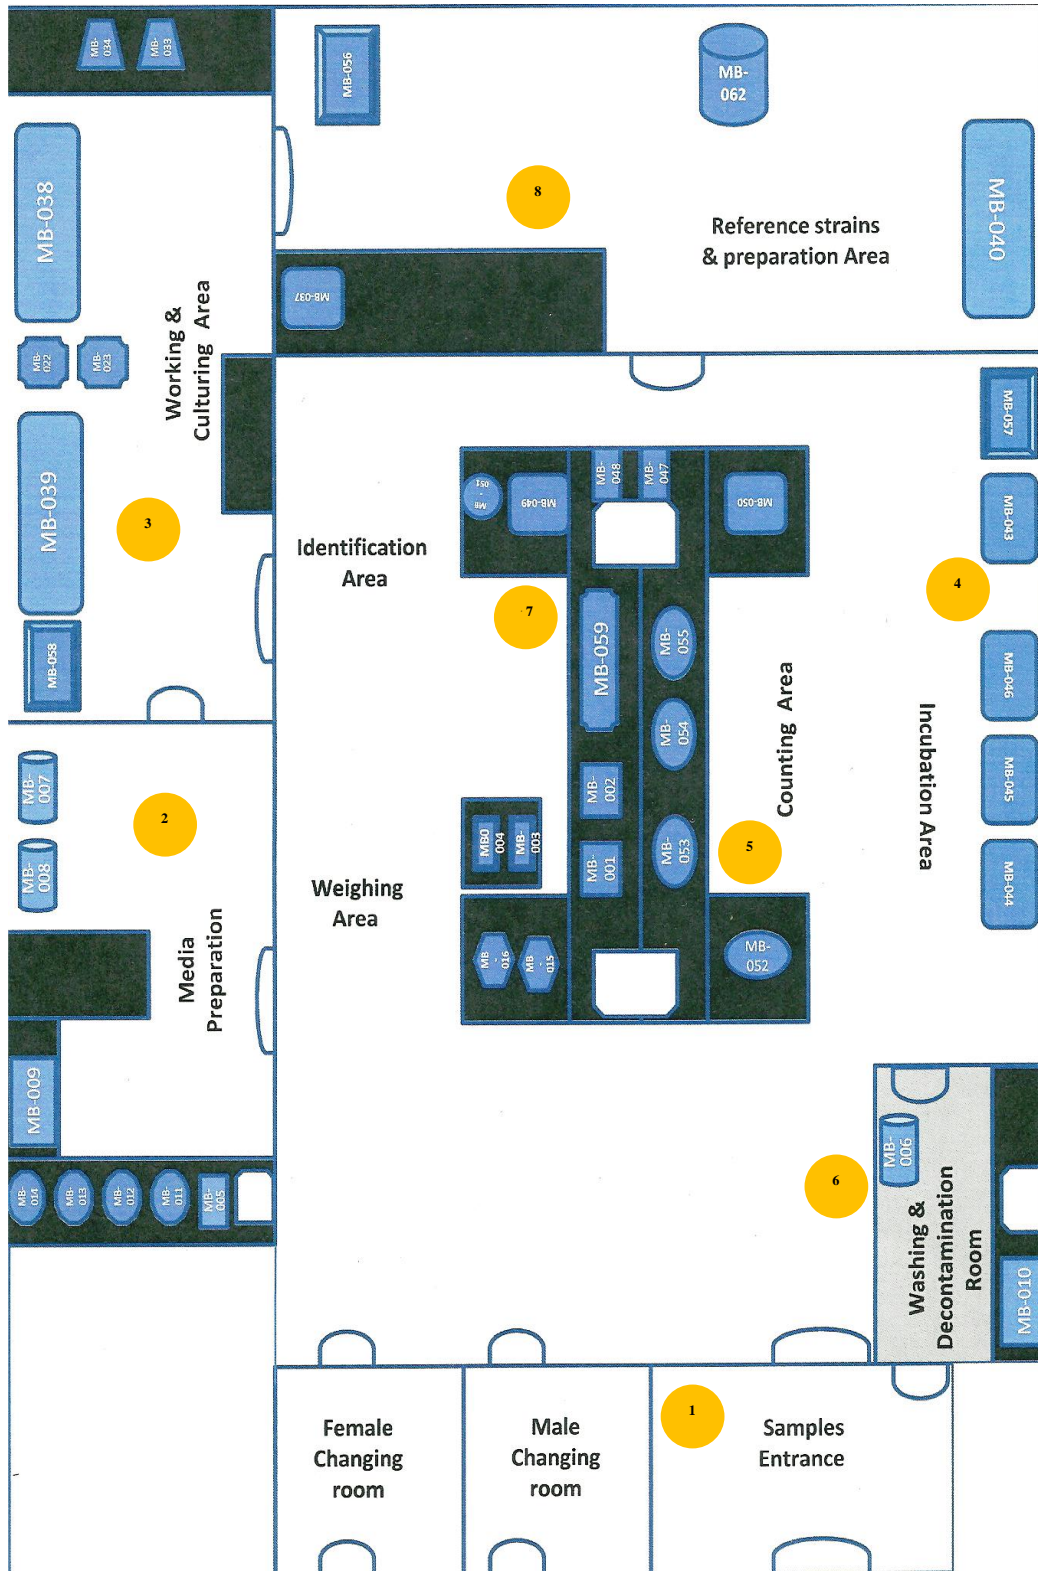 MB-
034
MB-
033
MB-056
MB-
062
MB-038
8
MB-040
Reference strains
& preparation Area
MB-037
Working &
Culturing Area
MB-
022
MB-
023
MB-057
MB-039
MB-
048
MB-
047
MB
-
051
MB-049
MB-050
MB-043
3
Identification
Area
4
7
MB-059
MB-
055
MB-058
MB-046
Counting Area
MB-
054
Incubation Area
MB-
007
MB-
002
MB-045
2
MB0
004
MB-
003
MB-
053
5
MB-
008
MB-
001
MB-044
Weighing
Area
Media
Preparation
MB
-
016
MB
-
015
MB-
052
MB-009
MB-
006
6
MB-
014
MB-
013
MB-
012
MB-
011
MB-
005
Washing &
Decontamination
Room
MB-010
1
Female
Changing
room
Male
Changing
room
Samples
Entrance